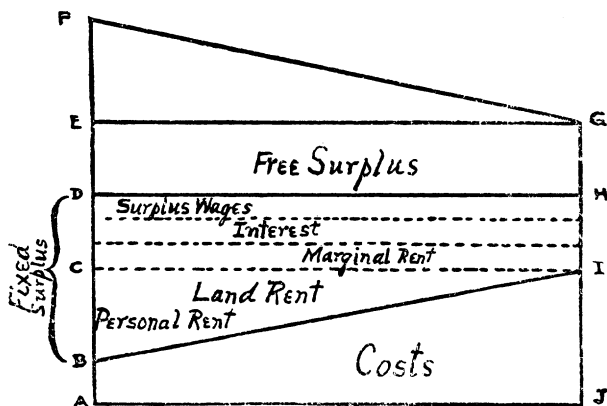 F
E G
Free Surplus
D H
Surplus Wages
Interest
Marginal Rent
C I
Fixed
Surplus
Land Rent
Personal Rent
B
Costs
A J